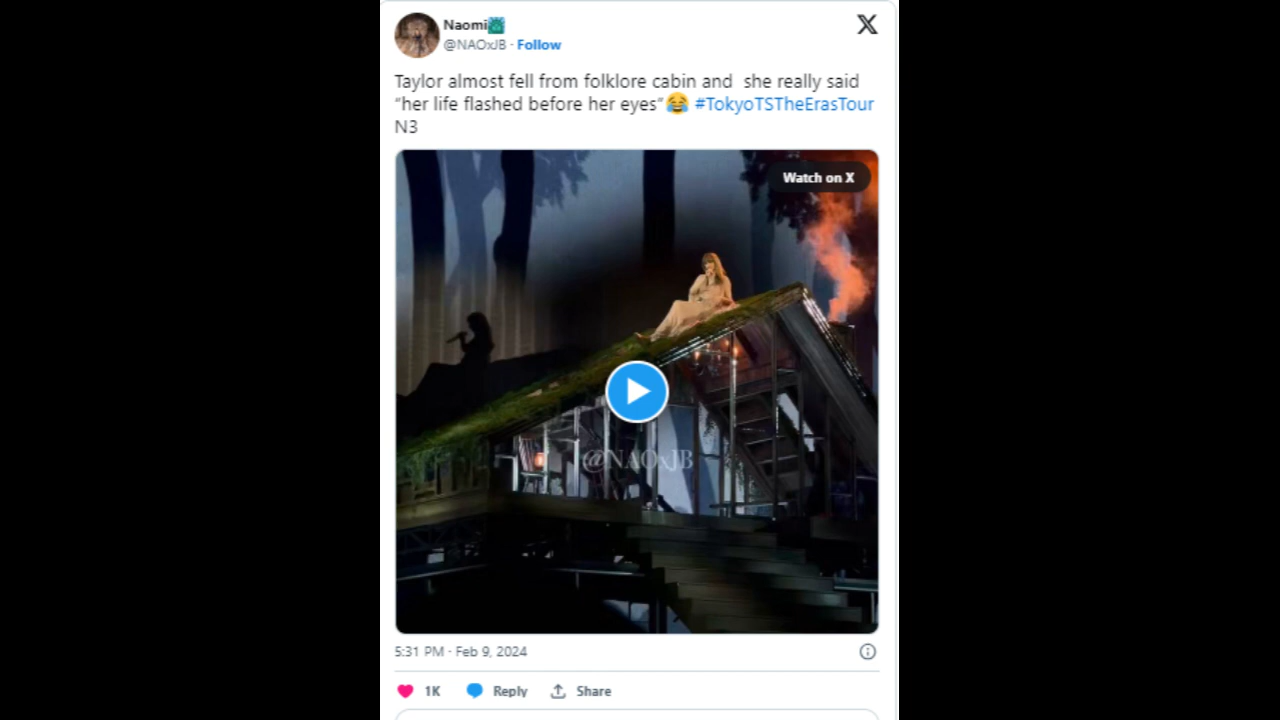 Naomi
@NAOxJB · Follow
Taylor almost fell from folklore cabin and she really said
“her life flashed before her eyes”😂 #TokyoTSTheErasTour
N3
Watch on X
@NAOxJB
5:31 PM · Feb 9, 2024
1K Reply Share